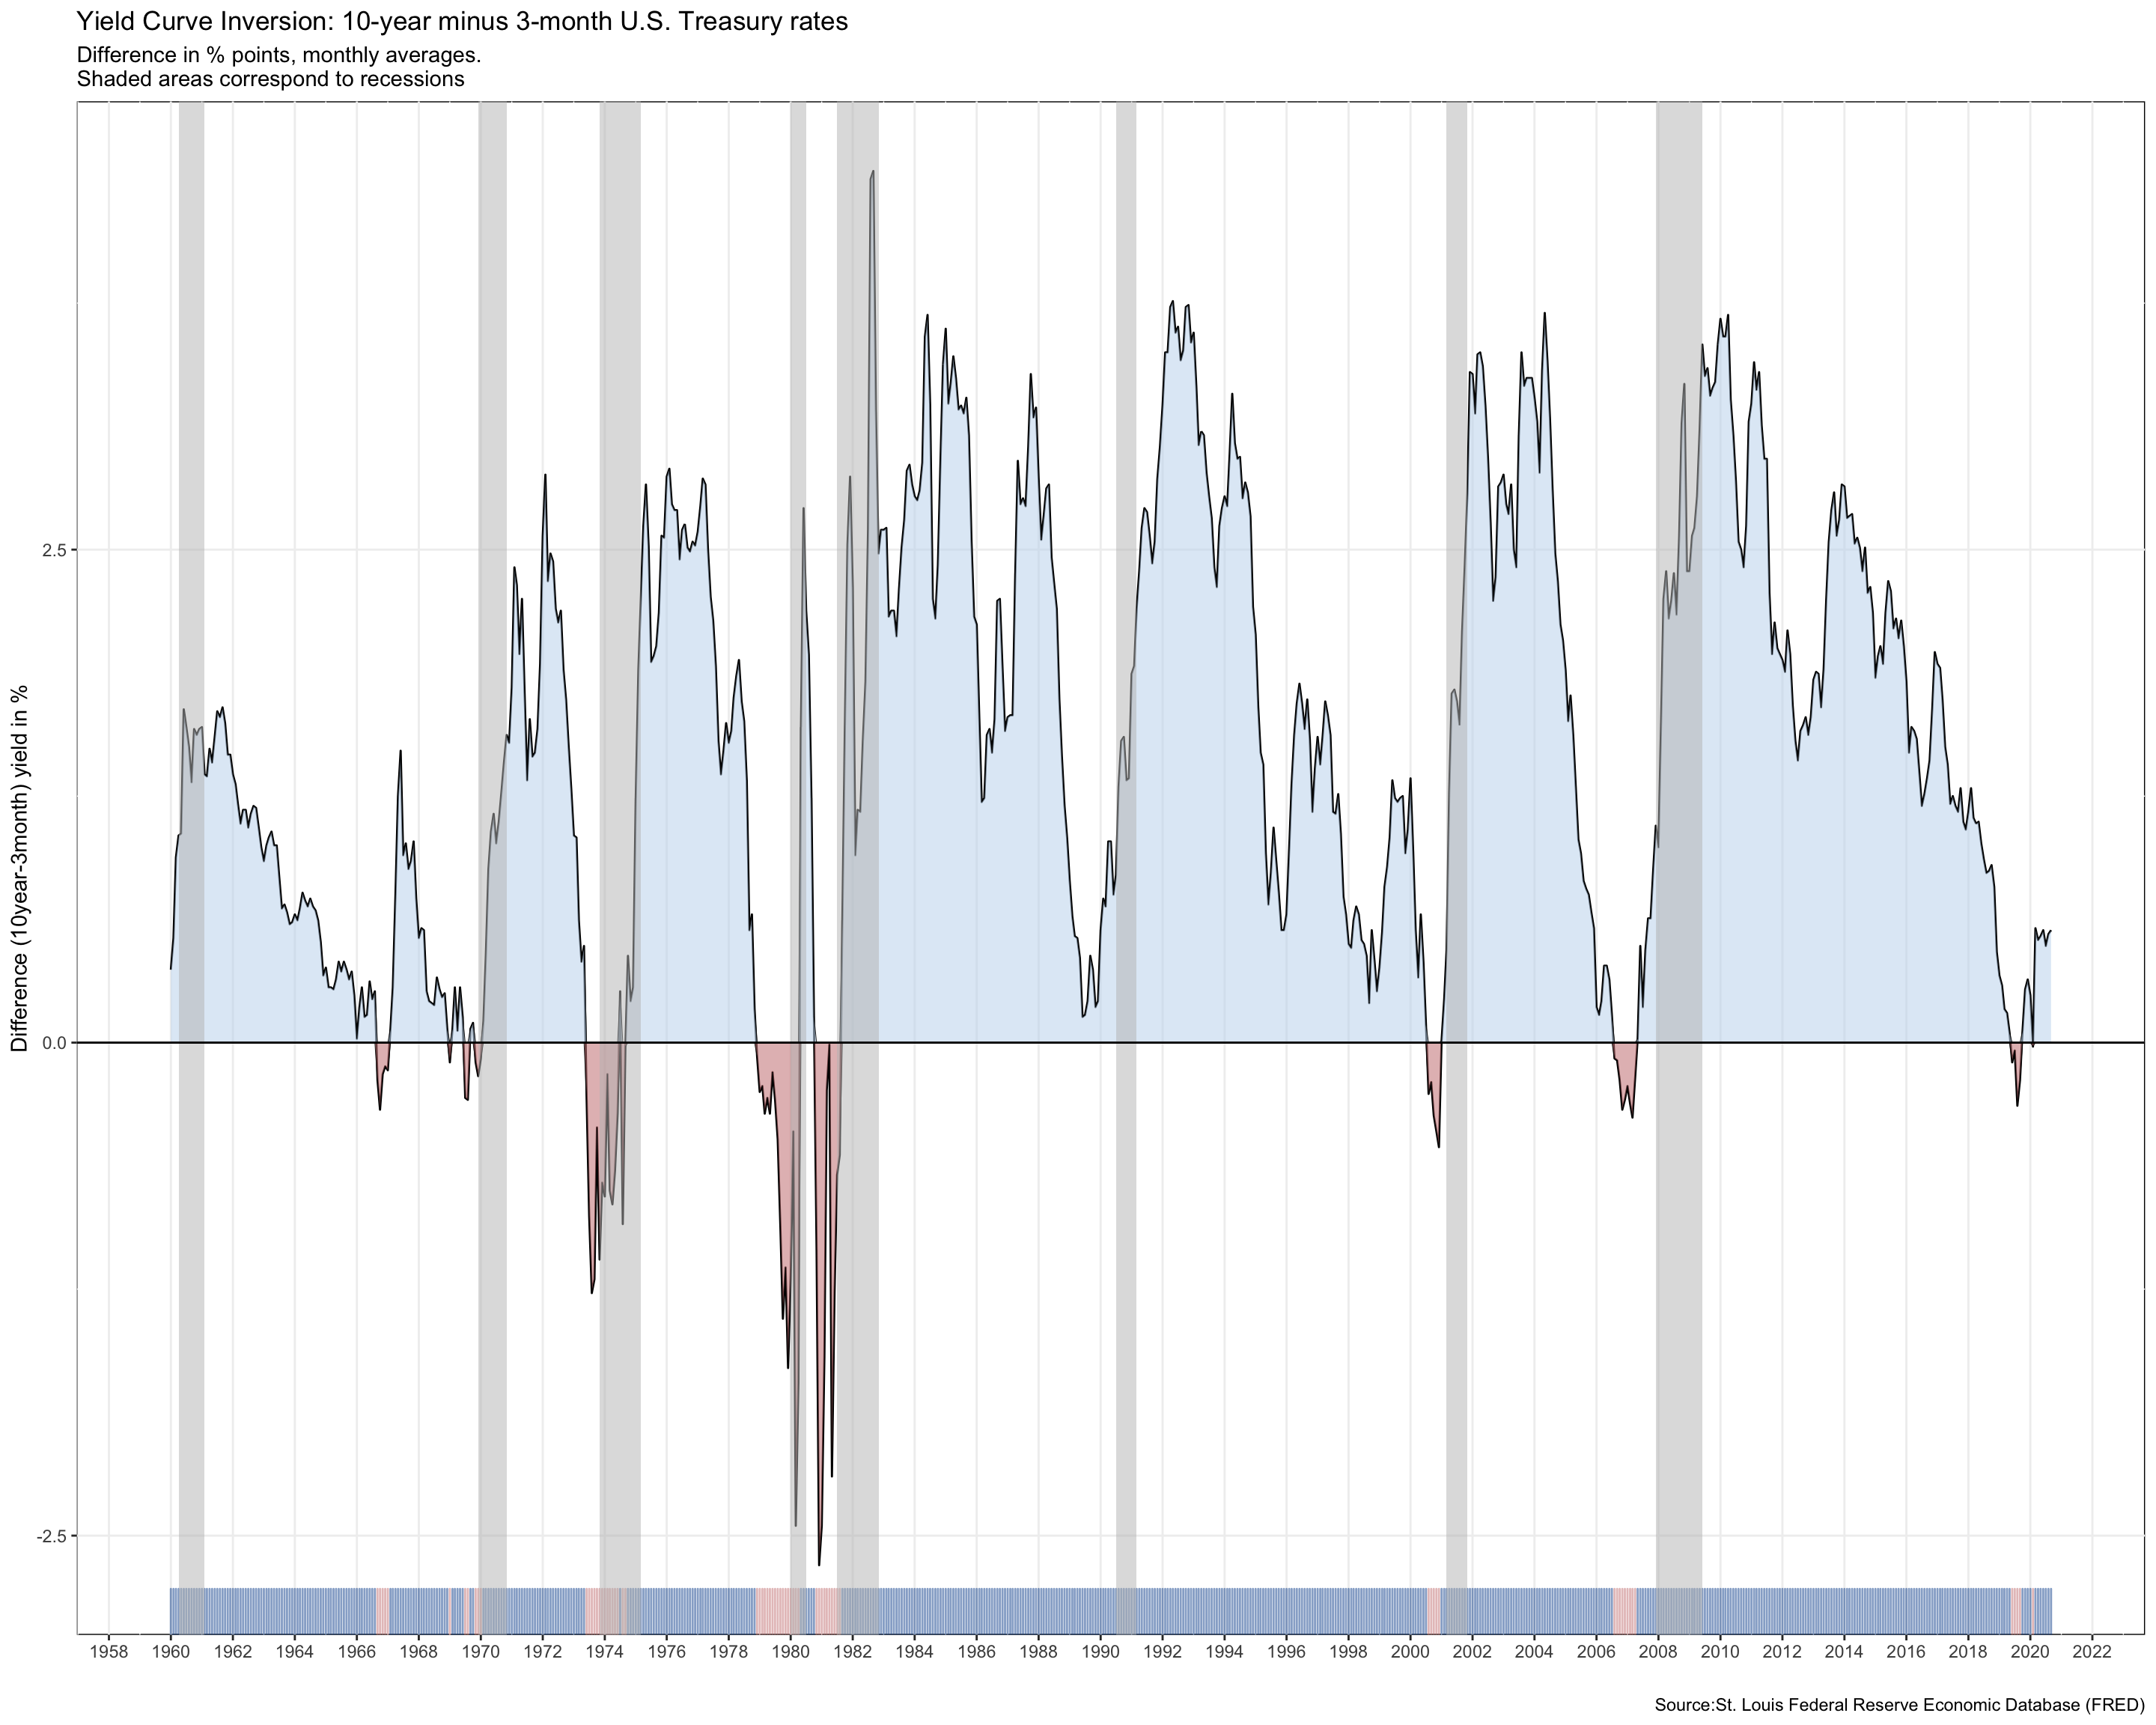 Yield Curve Inversion: 10-year minus 3-month U.S. Treasury rates
Difference in % points, monthly averages.
Shaded areas correspond to recessions
Difference (10year-3month) yield in %
2.5
0.0
-2.5
1958 1960 1962 1964 1966 1968 1970 1972 1974 1976 1978 1980 1982 1984 1986 1988 1990 1992 1994 1996 1998 2000 2002 2004 2006 2008 2010 2012 2014 2016 2018 2020 2022
Source:St. Louis Federal Reserve Economic Database (FRED)